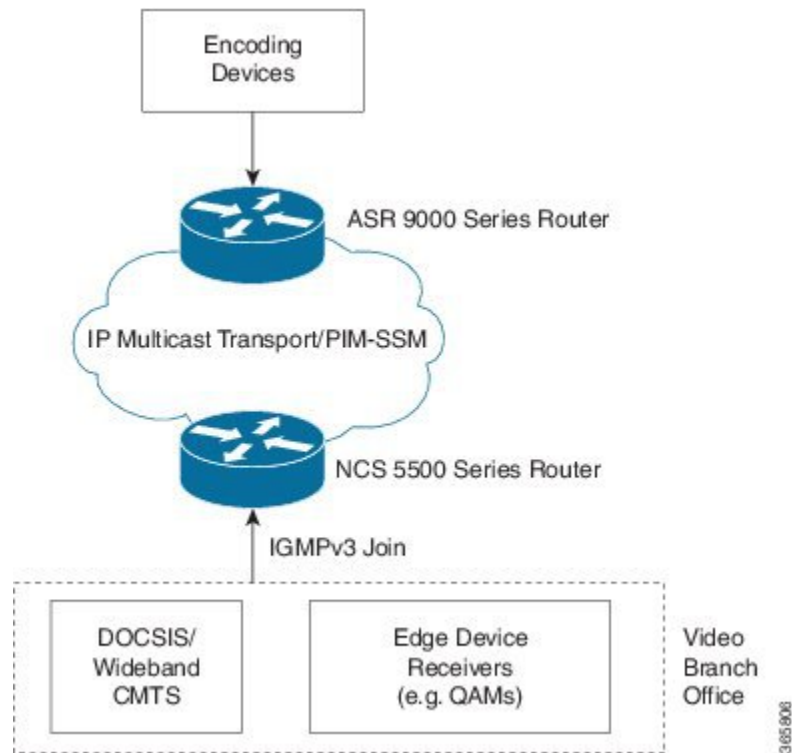 Encoding
Devices
ASR 9000 Series Router
IP Multicast Transport/PIM-SSM
NCS 5500 Series Router
IGMPv3 Join
DOCSIS/
Wideband
CMTS
Edge Device
Receivers
(e.g. QAMs)
Video
Branch
Office
365806